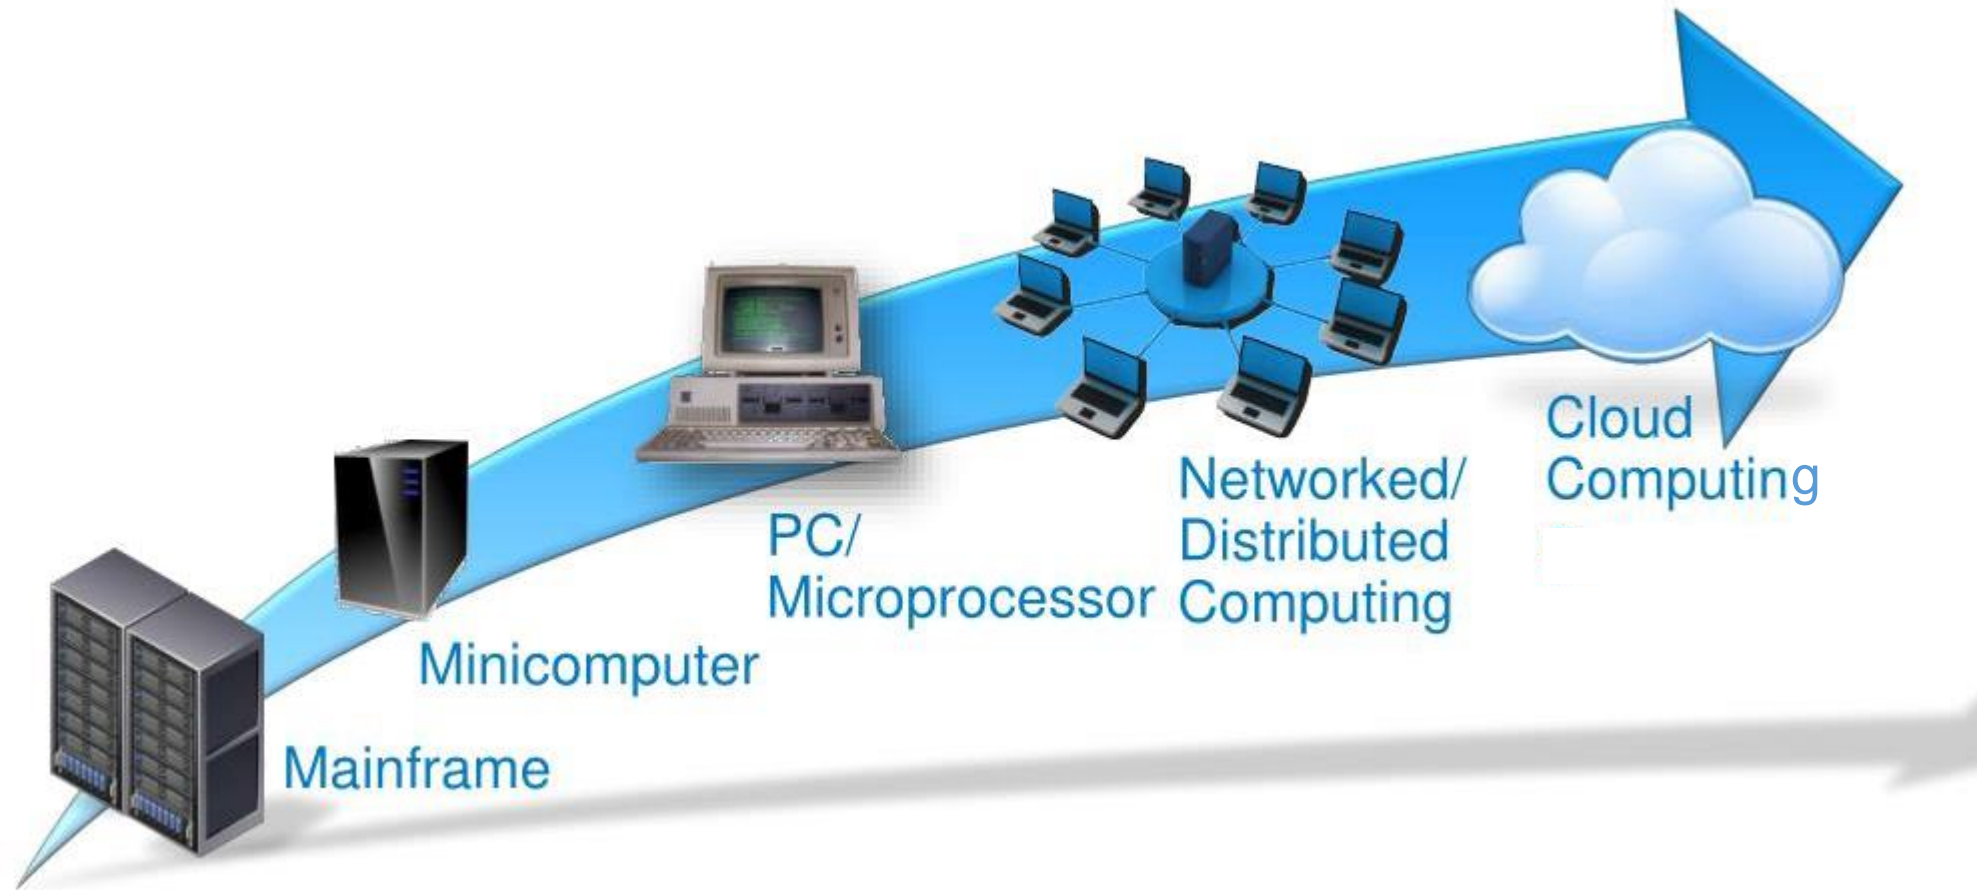 Mainframe
Minicomputer
PC/
Microprocessor
Networked/
Distributed
Computing
Cloud
Computing